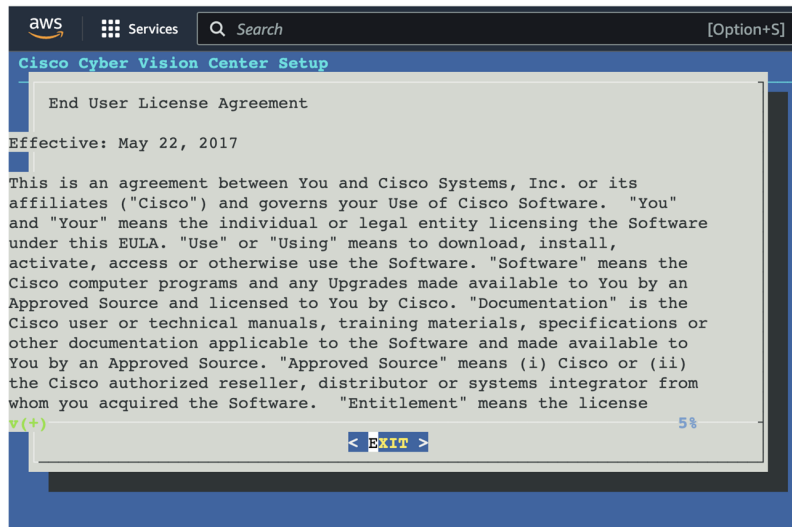 aws
Services
Search
[Option+S]
Cisco Cyber Vision Center Setup
End User License Agreement
Effective: May 22, 2017
This is an agreement between You and Cisco Systems, Inc. or its
affiliates ("Cisco") and governs your Use of Cisco Software.  "You"
and "Your" means the individual or legal entity licensing the Software
under this EULA. "Use" or "Using" means to download, install,
activate, access or otherwise use the Software. "Software" means the
Cisco computer programs and any Upgrades made available to You by an
Approved Source and licensed to You by Cisco. "Documentation" is the
Cisco user or technical manuals, training materials, specifications or
other documentation applicable to the Software and made available to
You by an Approved Source. "Approved Source" means (i) Cisco or (ii)
the Cisco authorized reseller, distributor or systems integrator from
whom you acquired the Software.  "Entitlement" means the license
v(+) 5%
< EXIT >